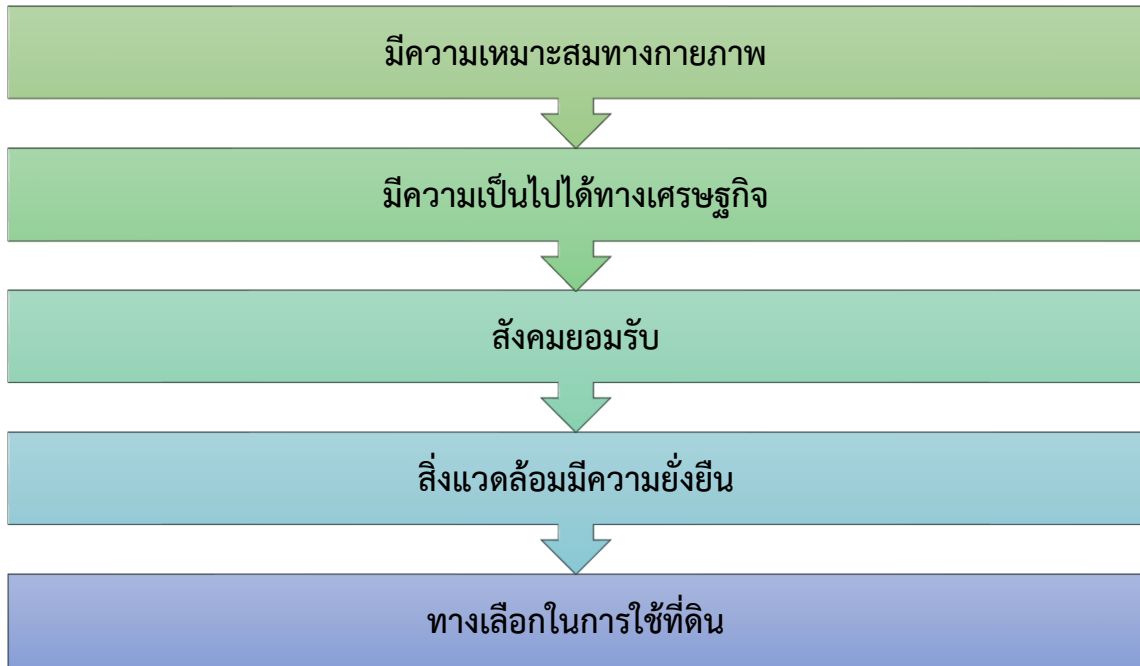 มีความเหมาะสมทางกายภาพ
มีความเป็นไปได้ทางเศรษฐกิจ
สังคมยอมรับ
สิ่งแวดล้อมมีความยั่งยืน
ทางเลือกในการใช้ที่ดิน